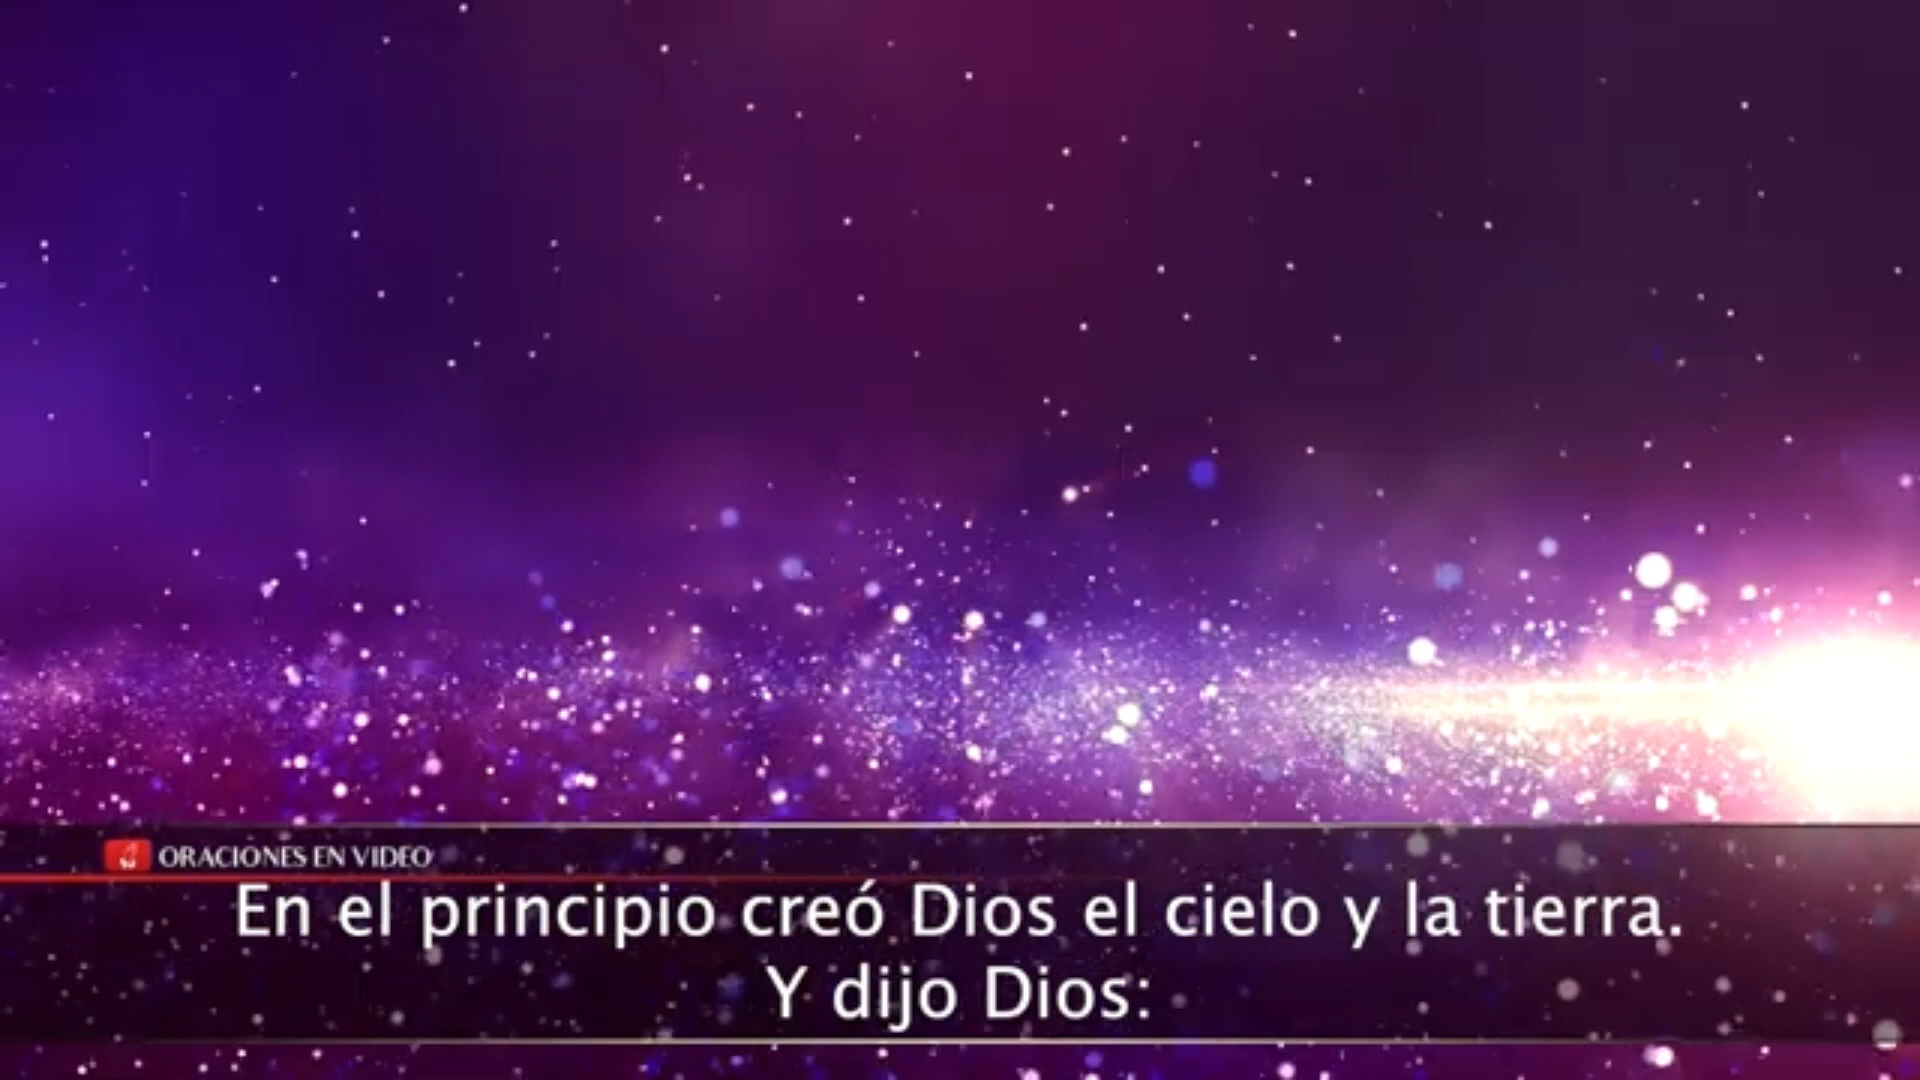 ORACIONES EN VIDEO
En el principio creó Dios el cielo y la tierra.
Y dijo Dios: